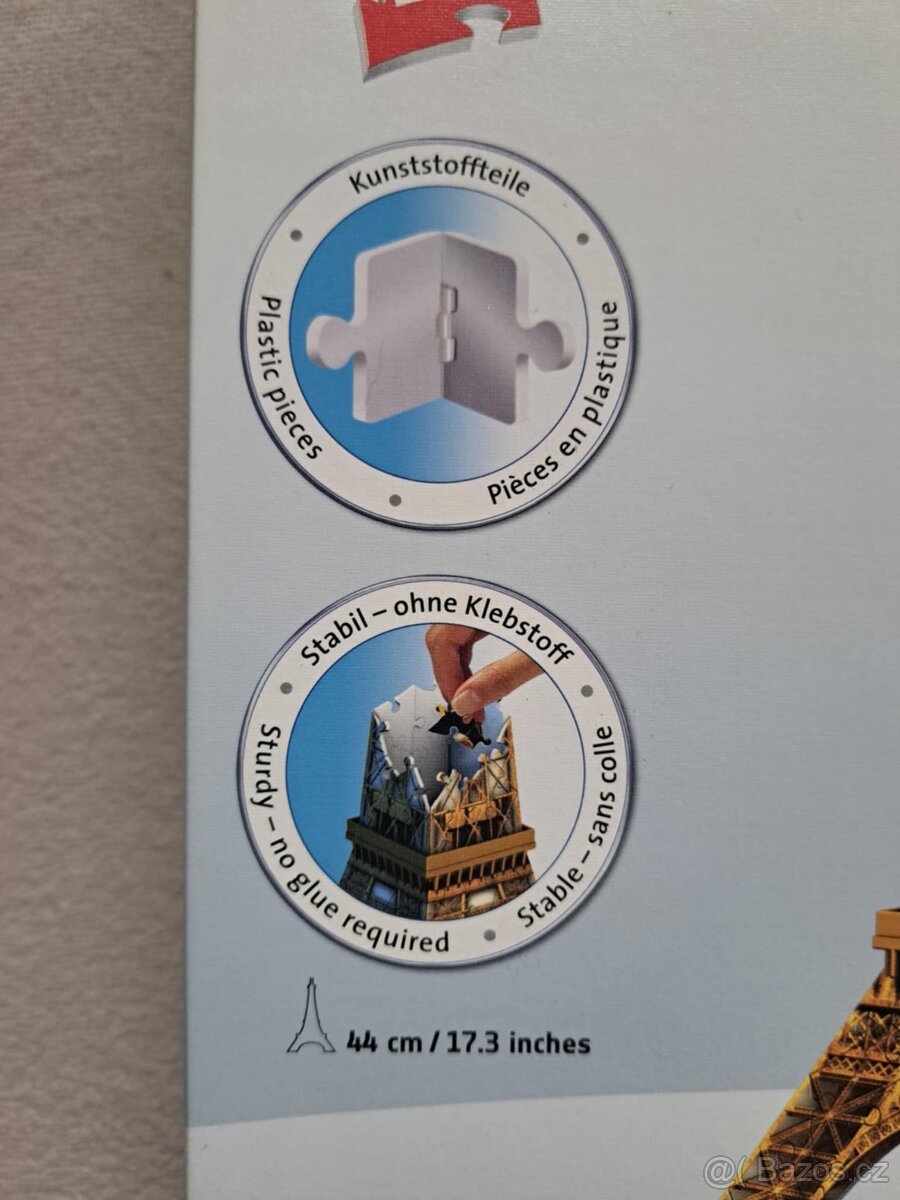 Kunststoffteile
Plastic pieces
Pièces en plastique
Stabil – ohne Klebstoff
Sturdy – no glue required
Stable – sans colle
44 cm / 17.3 inches
@( Bazos.cz